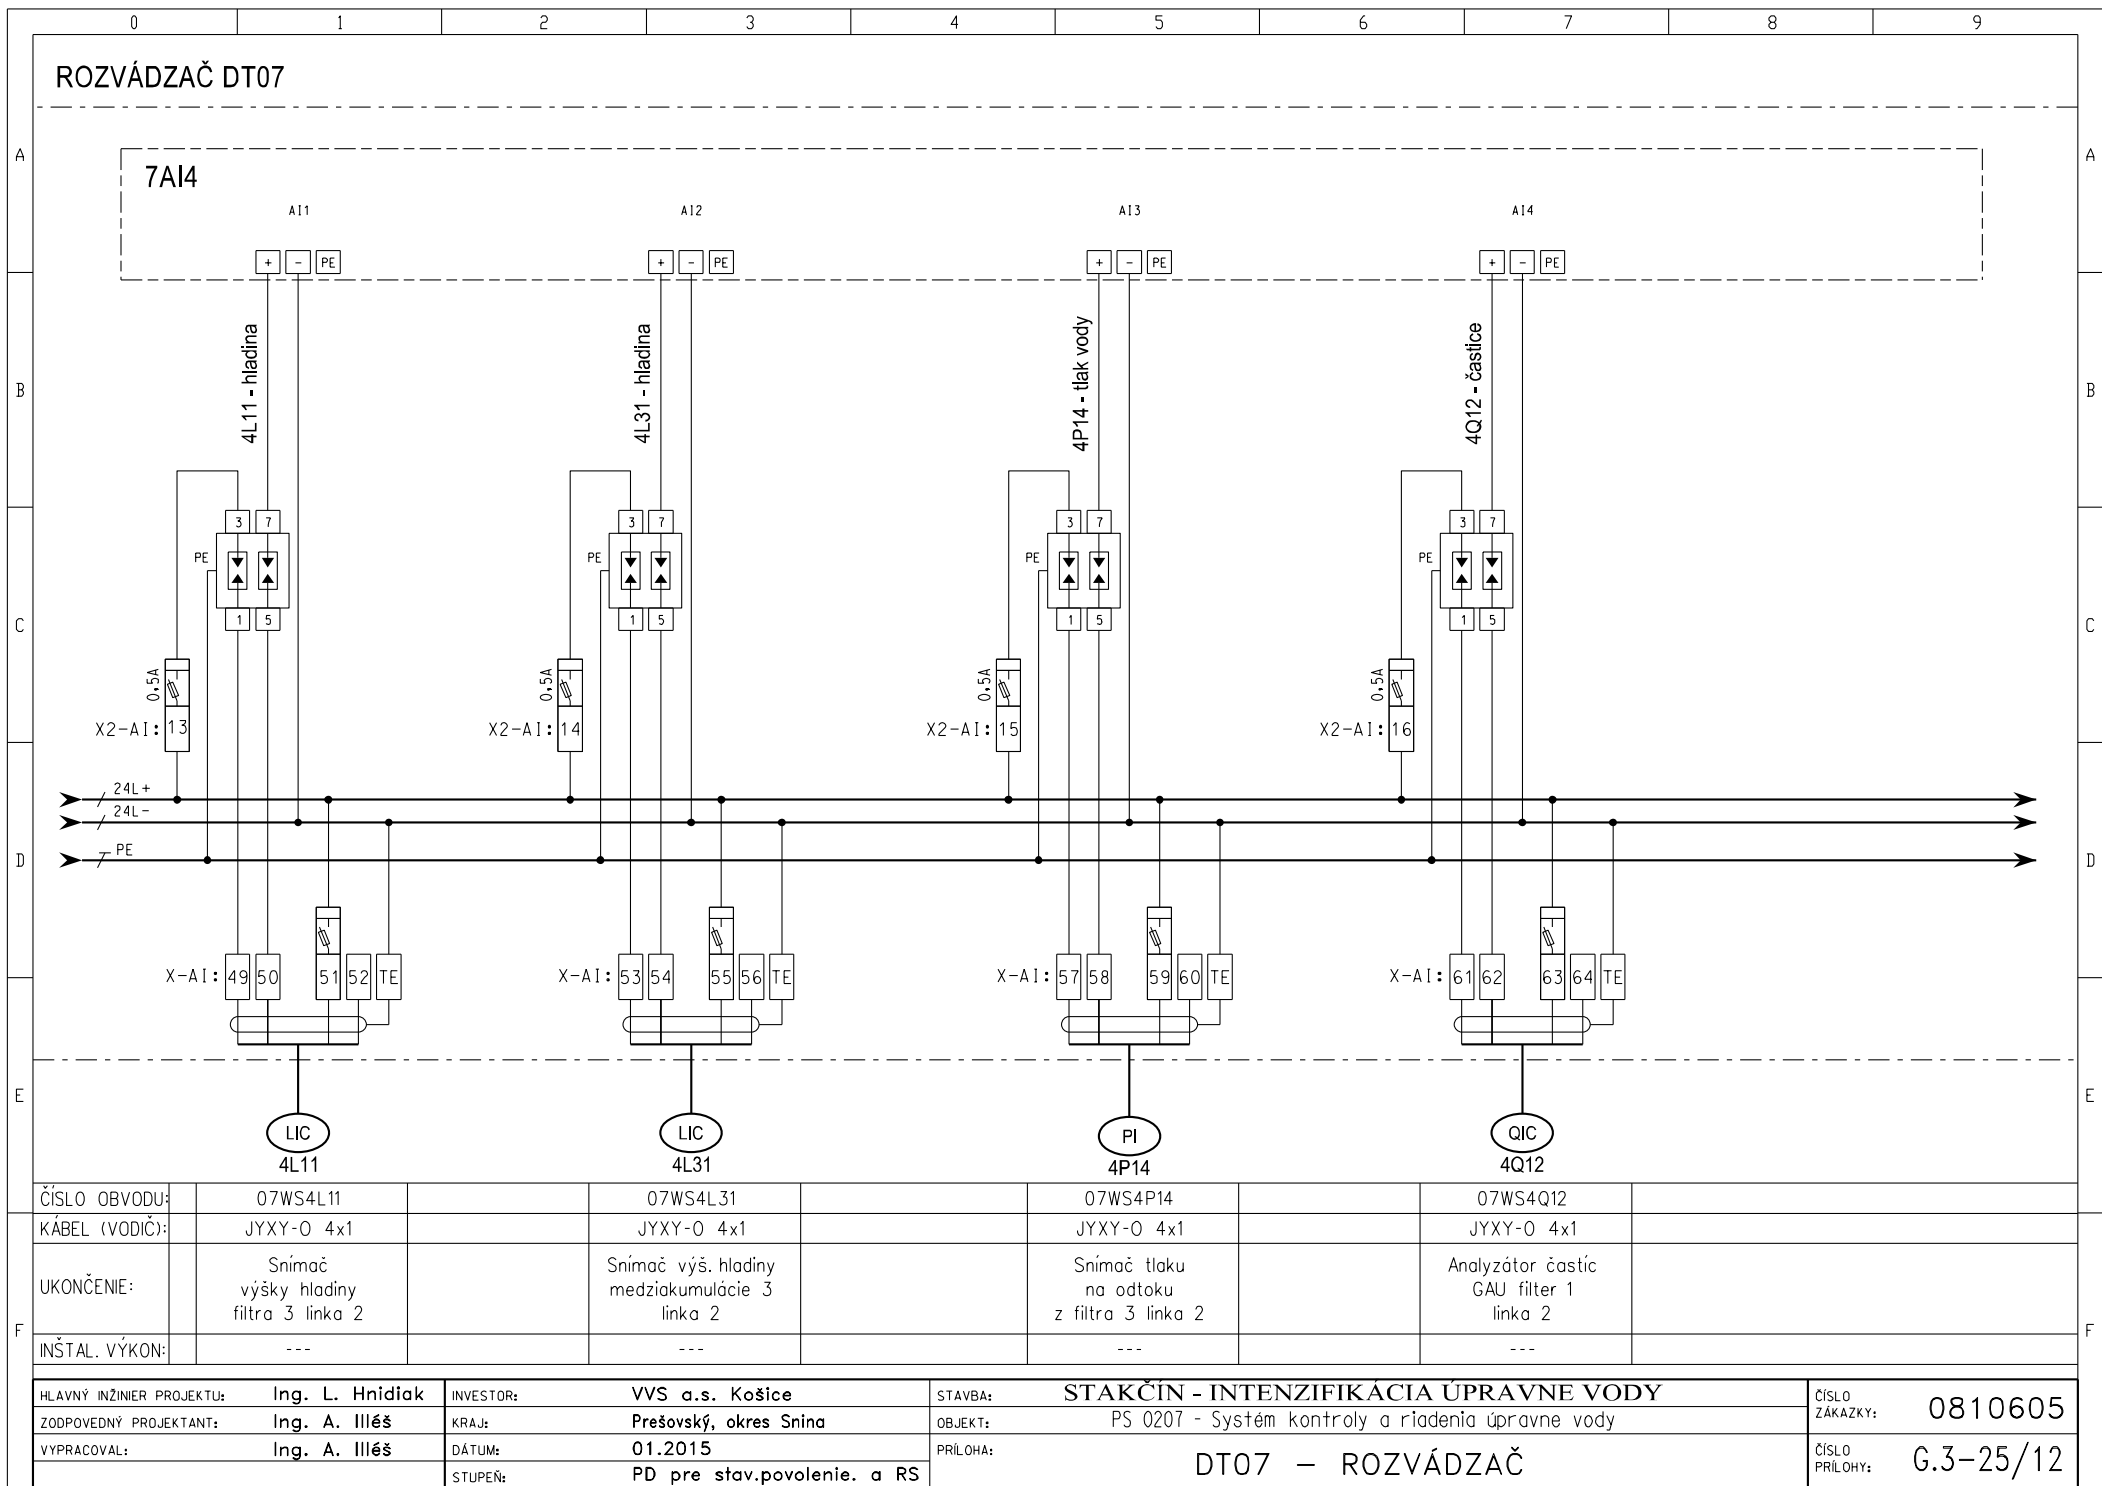 0 1 2 3 4 5 6 7 8 9
ROZVÁDZAČ DT07
A A
7AI4
AI1 AI2 AI3 AI4
+ - PE + - PE + - PE + - PE
4L11 - hladina 4L31 - hladina 4P14 - tlak vody 4Q12 - častice
B B
3 7 3 7 3 7 3 7
PE PE PE PE
1 5 1 5 1 5 1 5
C C
0,5A 0,5A 0,5A 0,5A
X2-AI: 13 X2-AI: 14 X2-AI: 15 X2-AI: 16
24L+
24L-
PE
D D
X-AI: 49 50 51 52 TE X-AI: 53 54 55 56 TE X-AI: 57 58 59 60 TE X-AI: 61 62 63 64 TE
E E
LIC LIC PI QIC
4L11 4L31 4P14 4Q12
ČÍSLO OBVODU: 07WS4L11 07WS4L31 07WS4P14 07WS4Q12
KÁBEL (VODIČ): JYXY-O 4x1 JYXY-O 4x1 JYXY-O 4x1 JYXY-O 4x1
Snímač Snímač výš. hladiny Snímač tlaku Analyzátor častíc
UKONČENIE: výšky hladiny medziakumulácie 3 na odtoku GAU filter 1
filtra 3 linka 2 linka 2 z filtra 3 linka 2 linka 2
F F
INŠTAL. VÝKON: --- --- --- ---
HLAVNÝ INŽINIER PROJEKTU: Ing. L. Hnidiak INVESTOR: VVS a.s. Košice STAVBA: STAKČÍN - INTENZIFIKÁCIA ÚPRAVNE VODY ČÍSLO ZÁKAZKY: 0810605
ZODPOVEDNÝ PROJEKTANT: Ing. A. Illéš KRAJ: Prešovský, okres Snina OBJEKT: PS 0207 - Systém kontroly a riadenia úpravne vody
VYPRACOVAL: Ing. A. Illéš DÁTUM: 01.2015 PRÍLOHA: DT07 – ROZVÁDZAČ ČÍSLO PRÍLOHY: G.3-25/12
STUPEŇ: PD pre stav.povolenie. a RS